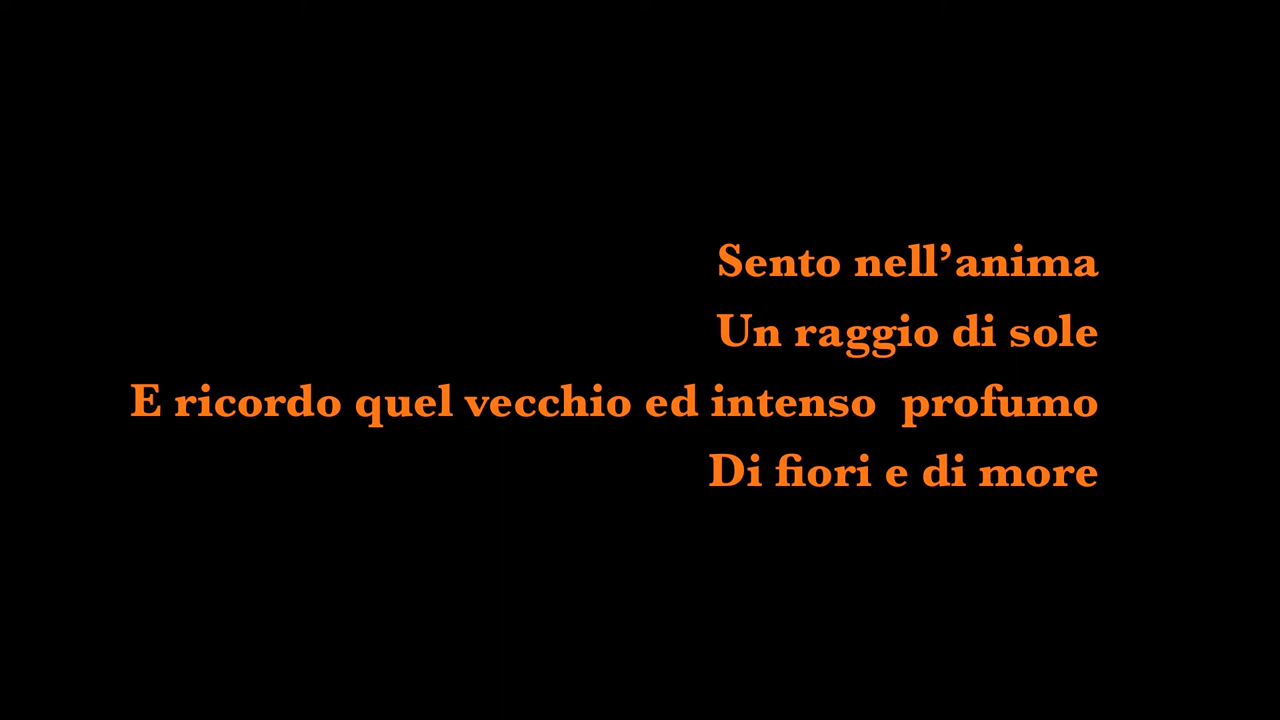 Sento nell’anima
Un raggio di sole
E ricordo quel vecchio ed intenso  profumo
Di fiori e di more